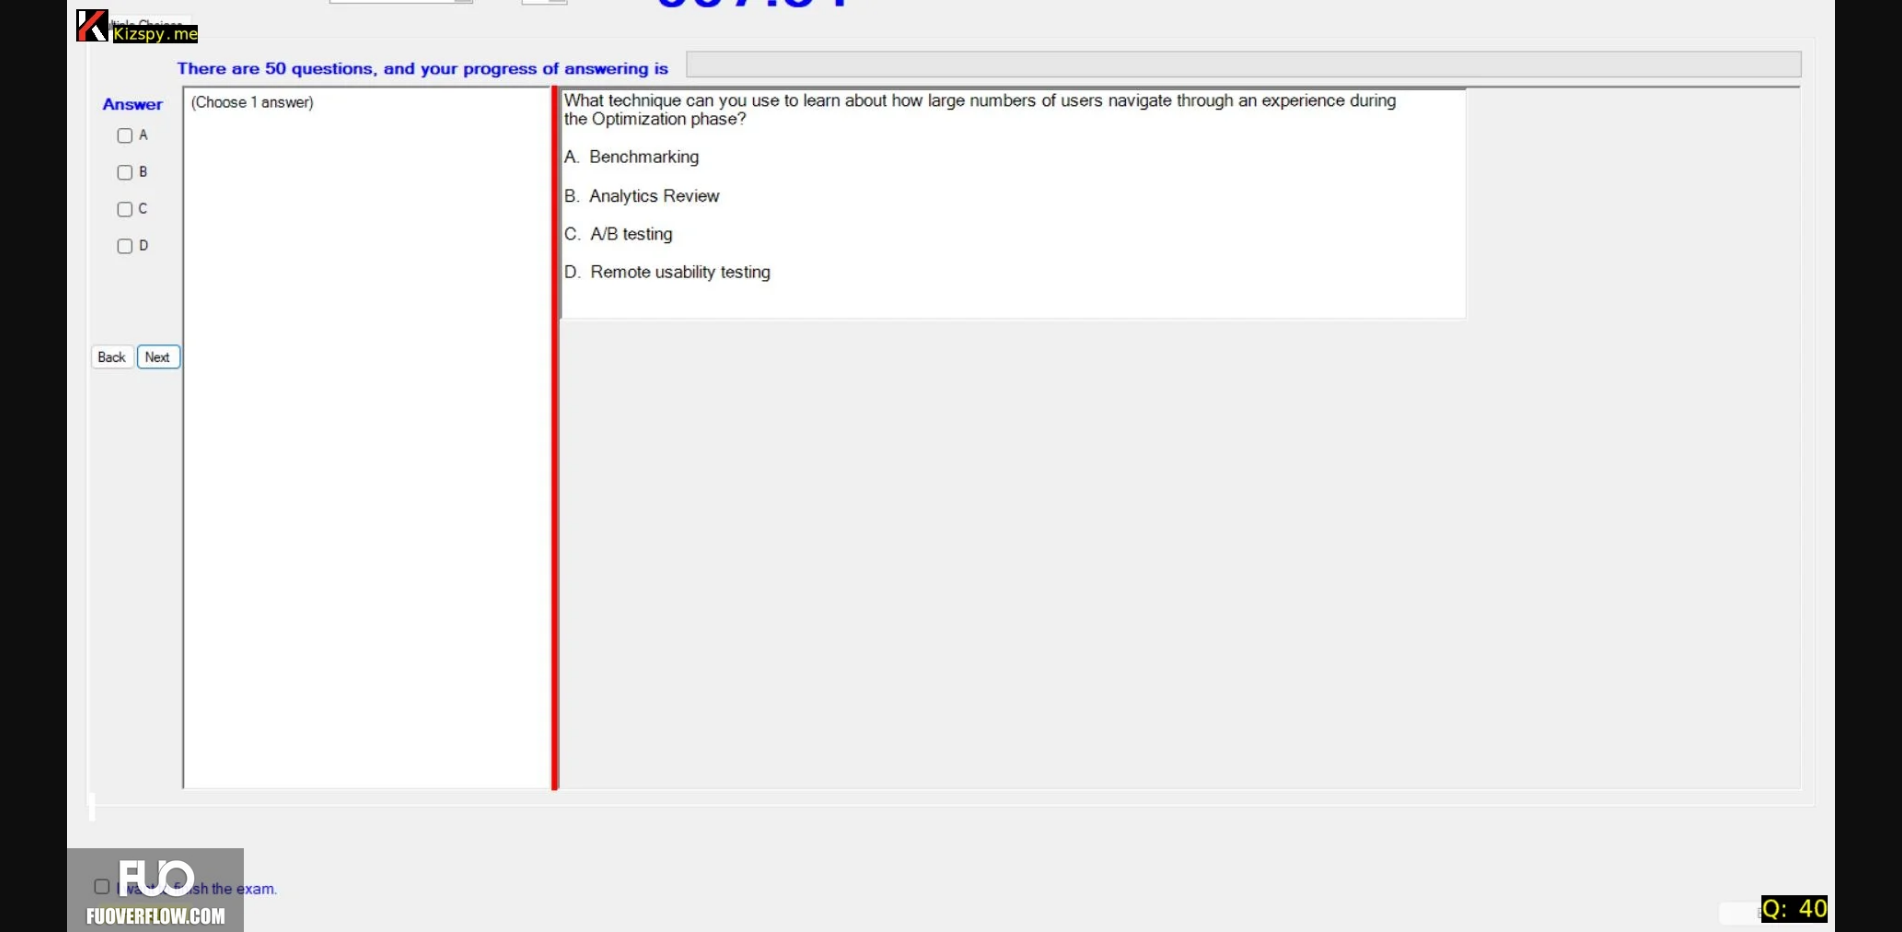 Kizspy.me
There are 50 questions, and your progress of answering is
Answer
(Choose 1 answer)
What technique can you use to learn about how large numbers of users navigate through an experience during
the Optimization phase?
A
A. Benchmarking
B
B. Analytics Review
C
C. A/B testing
D
D. Remote usability testing
Back Next
FUO
the exam.
FUOVERFLOW.COM
Q: 40